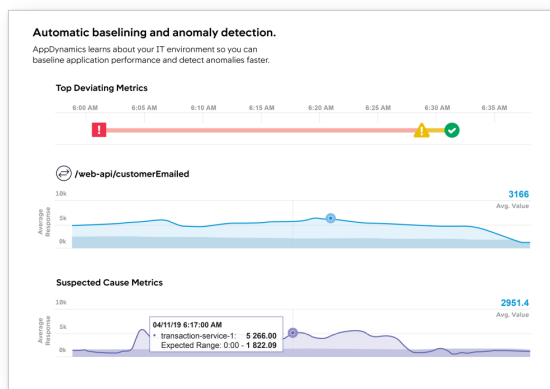 Automatic baselining and anomaly detection.
AppDynamics learns about your IT environment so you can
baseline application performance and detect anomalies faster.
Top Deviating Metrics
6:00 AM 6:05 AM 6:10 AM 6:15 AM 6:20 AM 6:25 AM 6:30 AM 6:35 AM
/web-api/customerEmailed
10k
3166
Avg. Value
Average
Response
5k
0k
Suspected Cause Metrics
10k
2951.4
Avg. Value
Average
Response
5k
0k
04/11/19 6:17:00 AM
transaction-service-1: 5 266.00
Expected Range: 0:00 - 1 822.09